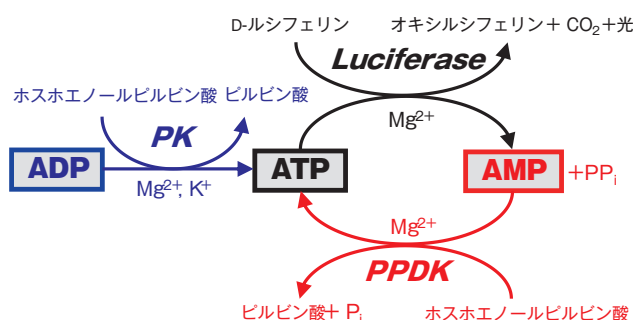 D-ルシフェリン オキシルシフェリン+ CO₂+光
Luciferase
ホスホエノールピルビン酸 ピルビン酸
PK
Mg²⁺
ADP ATP AMP +PPᵢ
Mg²⁺, K⁺
Mg²⁺
PPDK
ピルビン酸+ Pᵢ ホスホエノールピルビン酸